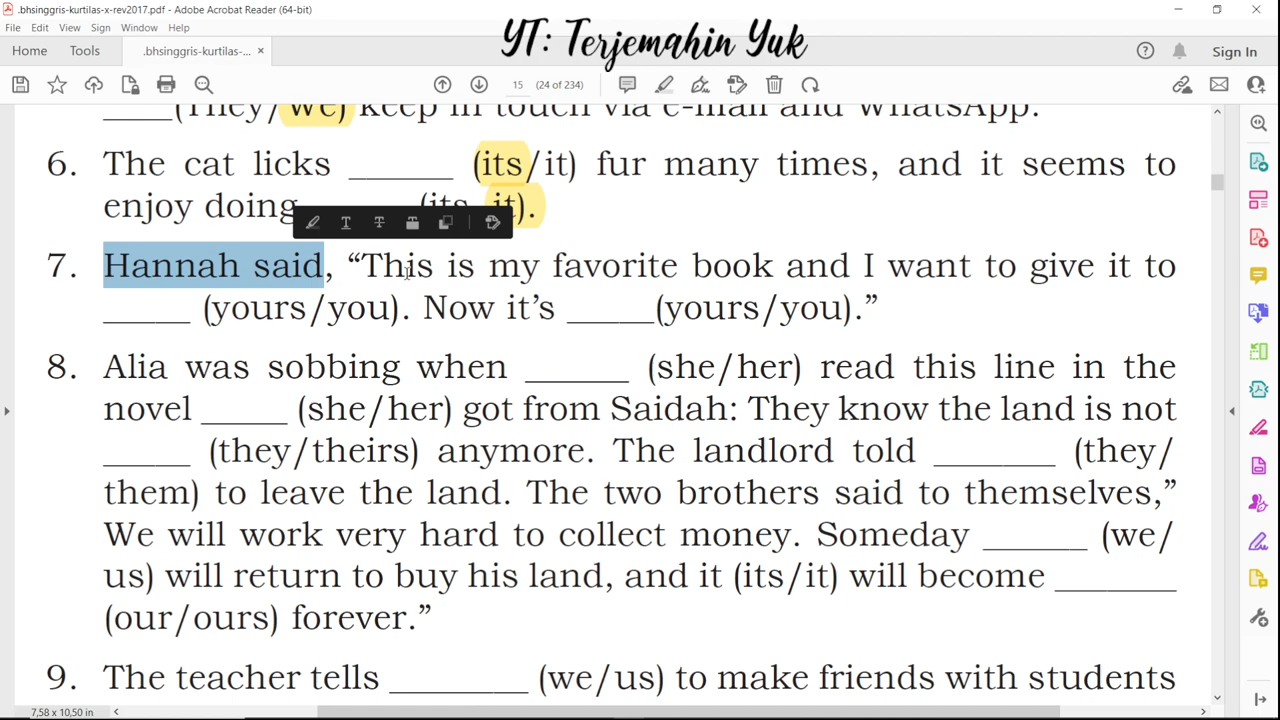 .bhsinggris-kurtilas-x-rev2017.pdf - Adobe Acrobat Reader (64-bit)
File Edit View Sign Window Help
YT: Terjemahin Yuk
Home Tools .bhsinggris-kurtilas-... × Sign In
15 (24 of 234)
____(They/we) keep in touch via e-mail and WhatsApp.
6. The cat licks ______ (its/it) fur many times, and it seems to
enjoy doing (its it).
7. Hannah said, “This is my favorite book and I want to give it to
_____ (yours/you). Now it’s _____(yours/you).”
8. Alia was sobbing when ______ (she/her) read this line in the
novel _____ (she/her) got from Saidah: They know the land is not
_____ (they/theirs) anymore. The landlord told _______ (they/
them) to leave the land. The two brothers said to themselves,”
We will work very hard to collect money. Someday ______ (we/
us) will return to buy his land, and it (its/it) will become _______
(our/ours) forever.”
9. The teacher tells ________ (we/us) to make friends with students
7,58 x 10,50 in